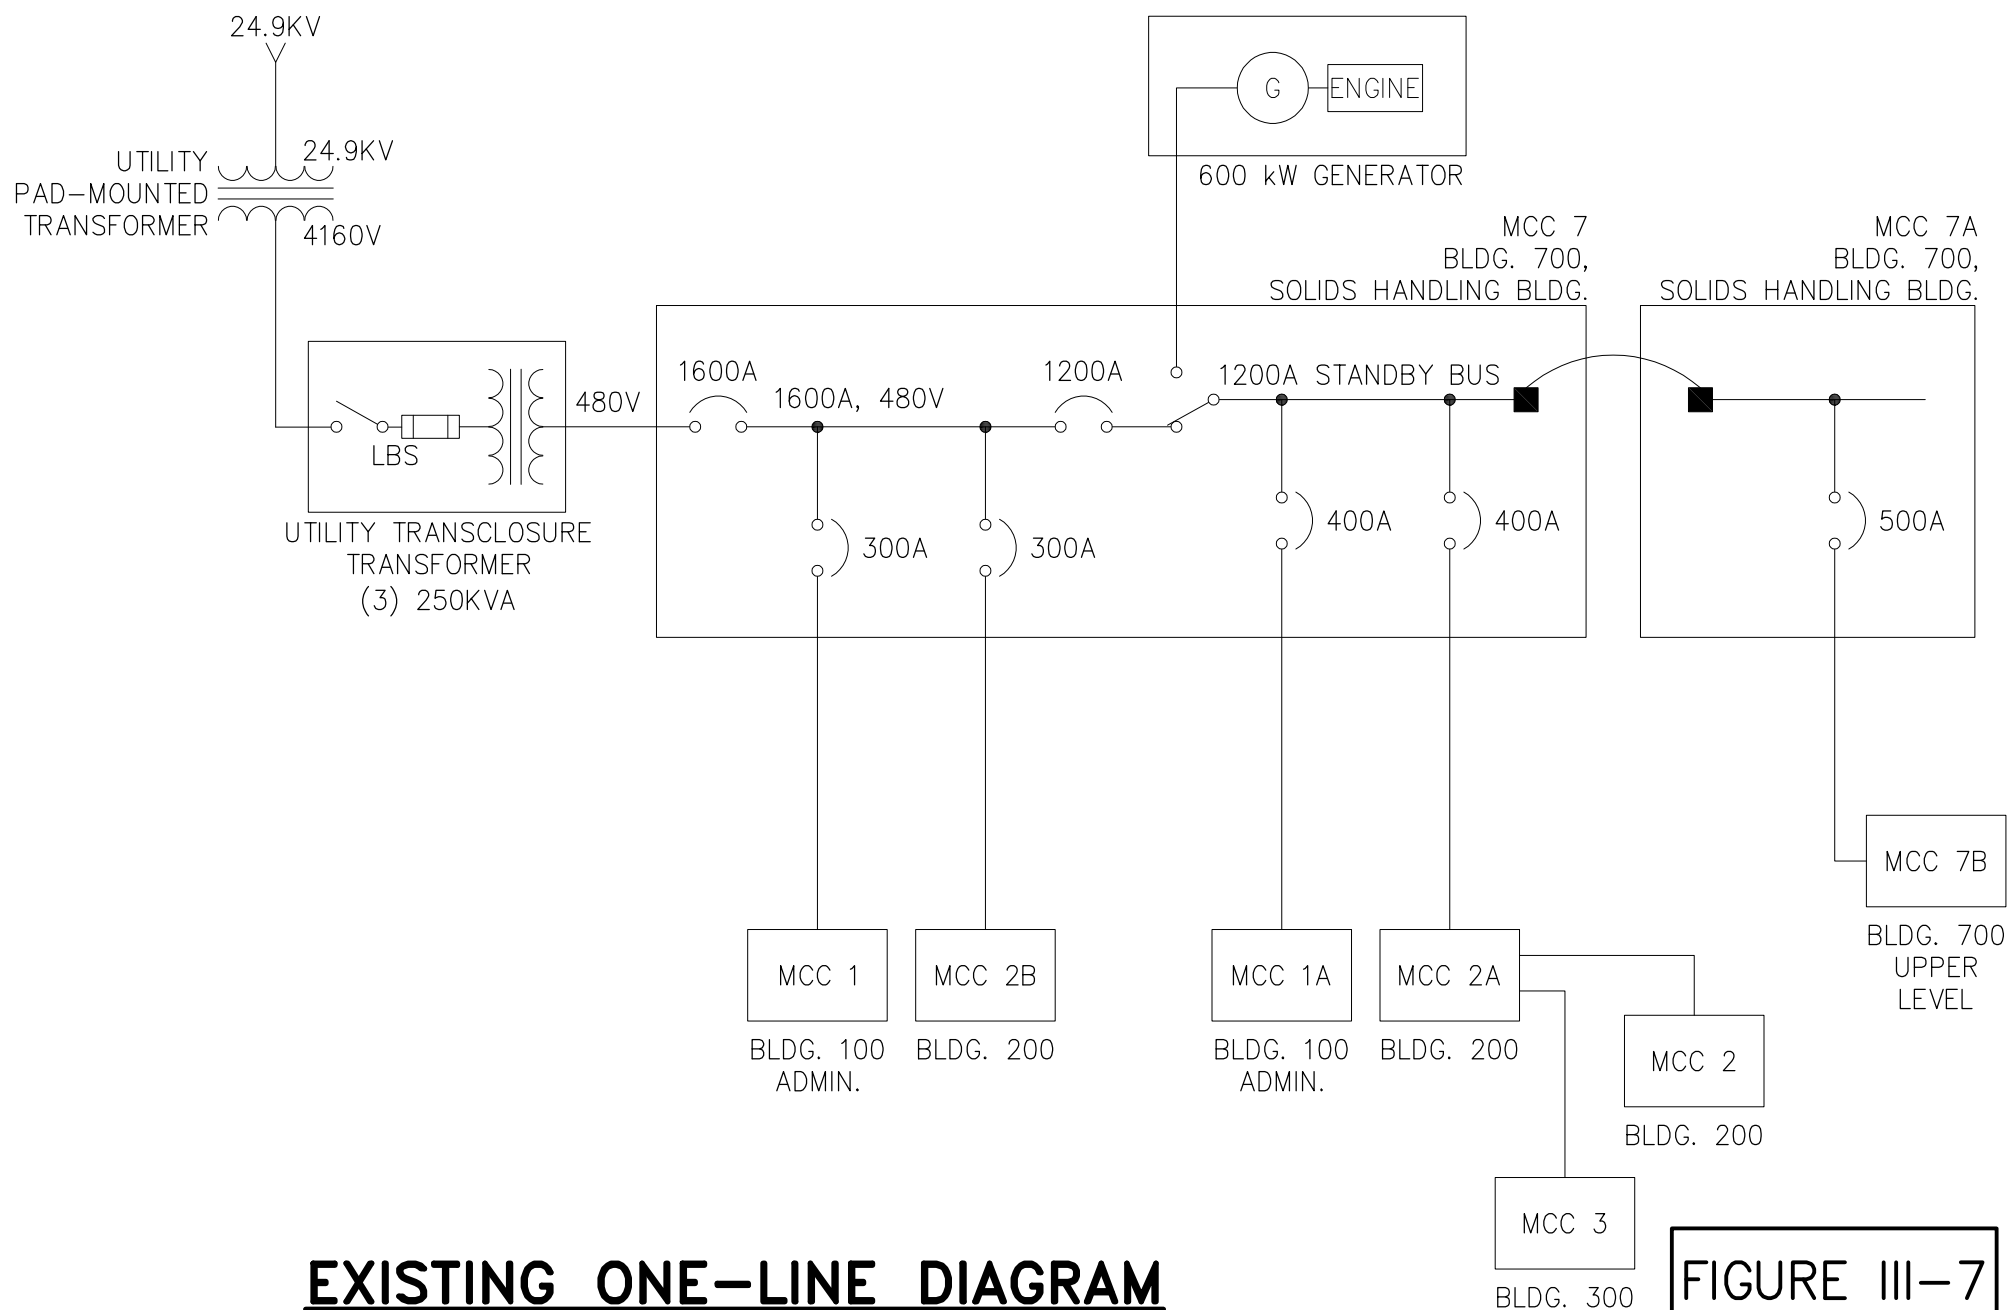 24.9KV
UTILITY
PAD-MOUNTED
TRANSFORMER
24.9KV
4160V
G
ENGINE
600 kW GENERATOR
MCC 7
BLDG. 700,
SOLIDS HANDLING BLDG.
MCC 7A
BLDG. 700,
SOLIDS HANDLING BLDG.
LBS
UTILITY TRANSCLOSURE
TRANSFORMER
(3) 250KVA
480V
1600A
1600A, 480V
1200A
1200A STANDBY BUS
300A
300A
400A
400A
500A
MCC 7B
BLDG. 700
UPPER
LEVEL
MCC 1
BLDG. 100
ADMIN.
MCC 2B
BLDG. 200
MCC 1A
BLDG. 100
ADMIN.
MCC 2A
BLDG. 200
MCC 2
BLDG. 200
MCC 3
BLDG. 300
EXISTING ONE-LINE DIAGRAM
FIGURE III-7